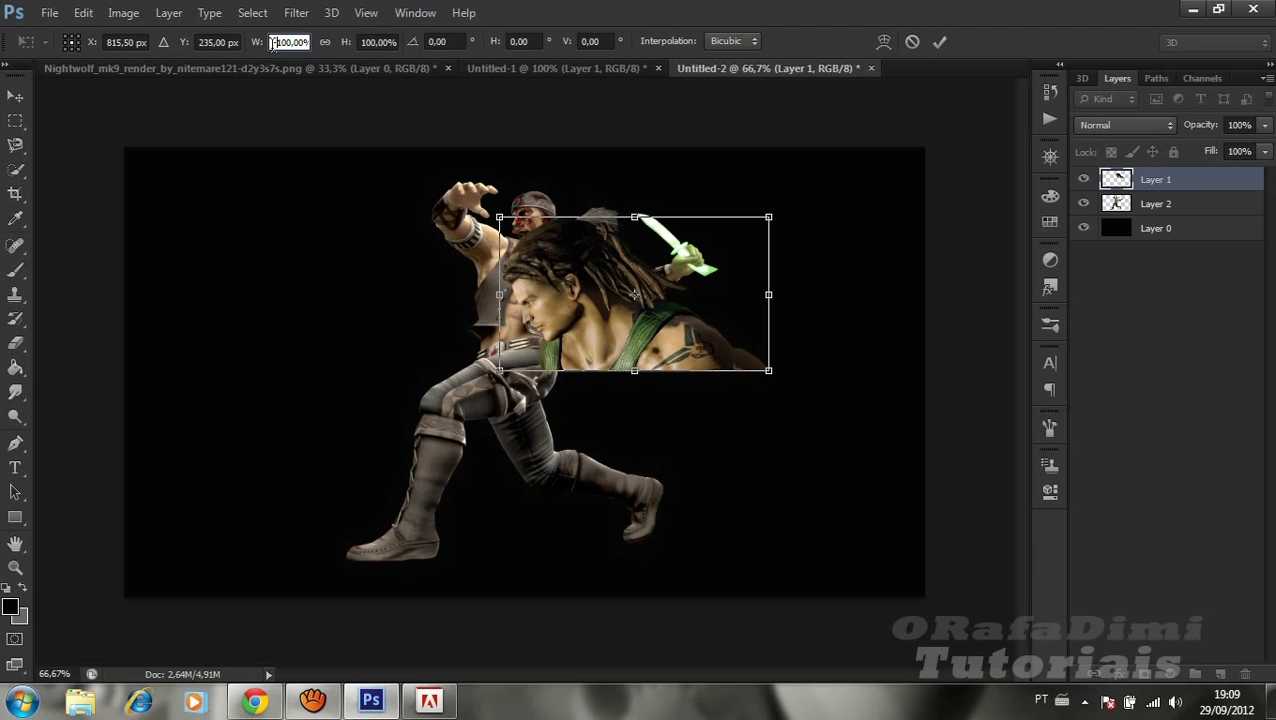 Ps File Edit Image Layer Type Select Filter 3D View Window Help
X: 815,50 px Y: 235,00 px W: 100,00% H: 100,00% 0,00 ° H: 0,00 ° V: 0,00 ° Interpolation: Bicubic 3D
Nightwolf_mk9_render_by_nitemare121-d2y3s7s.png @ 33,3% (Layer 0, RGB/8) * × Untitled-1 @ 100% (Layer 1, RGB/8) * × Untitled-2 @ 66,7% (Layer 1, RGB/8) * ×
3D Layers Paths Channels
Kind
Normal Opacity: 100%
Lock: Fill: 100%
Layer 1
Layer 2
Layer 0
ORafaDimi
Tutoriais
66,67% Doc: 2,64M/4,91M
Ps PT 19:09
29/09/2012